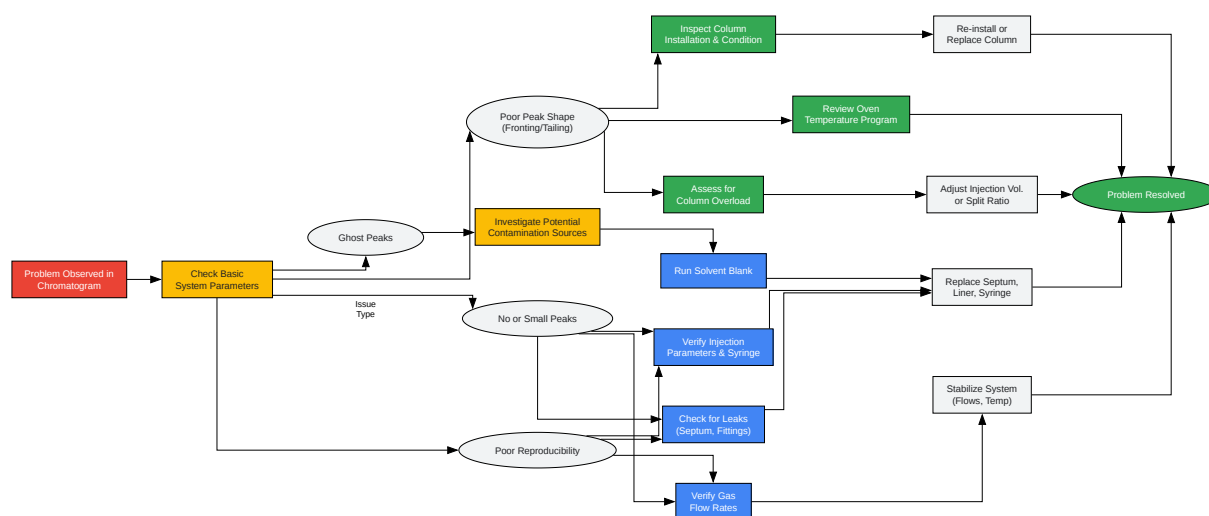 Inspect Column
Installation & Condition
Re-install or
Replace Column
Poor Peak Shape
(Fronting/Tailing)
Review Oven
Temperature Program
Assess for
Column Overload
Adjust Injection Vol.
or Split Ratio
Problem Resolved
Ghost Peaks
Investigate Potential
Contamination Sources
Problem Observed in
Chromatogram
Check Basic
System Parameters
Run Solvent Blank
Replace Septum,
Liner, Syringe
Issue
Type
No or Small Peaks
Verify Injection
Parameters & Syringe
Stabilize System
(Flows, Temp)
Check for Leaks
(Septum, Fittings)
Poor Reproducibility
Verify Gas
Flow Rates